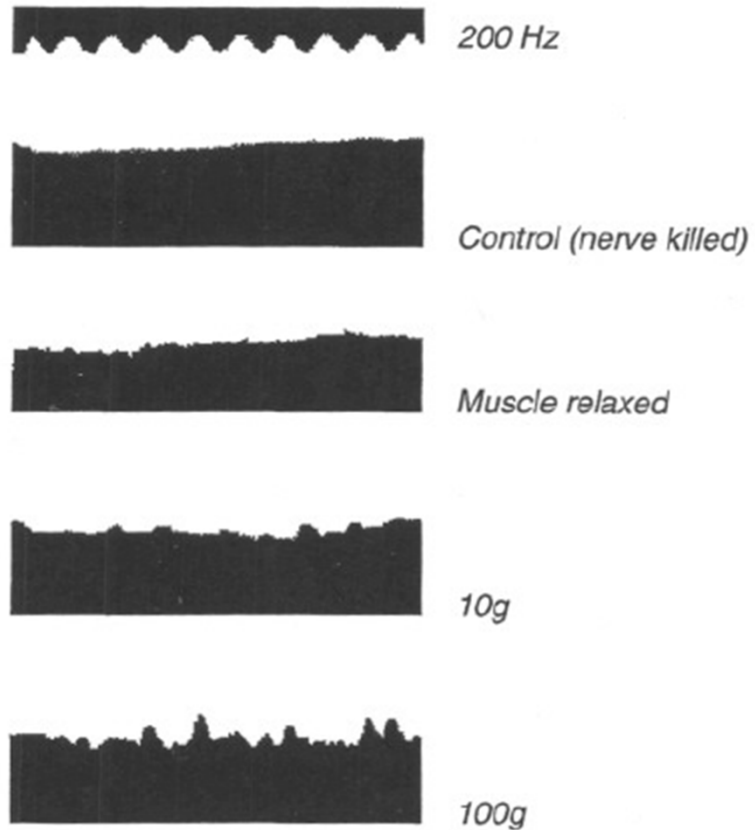 200 Hz
Control (nerve killed)
Muscle relaxed
10g
100g